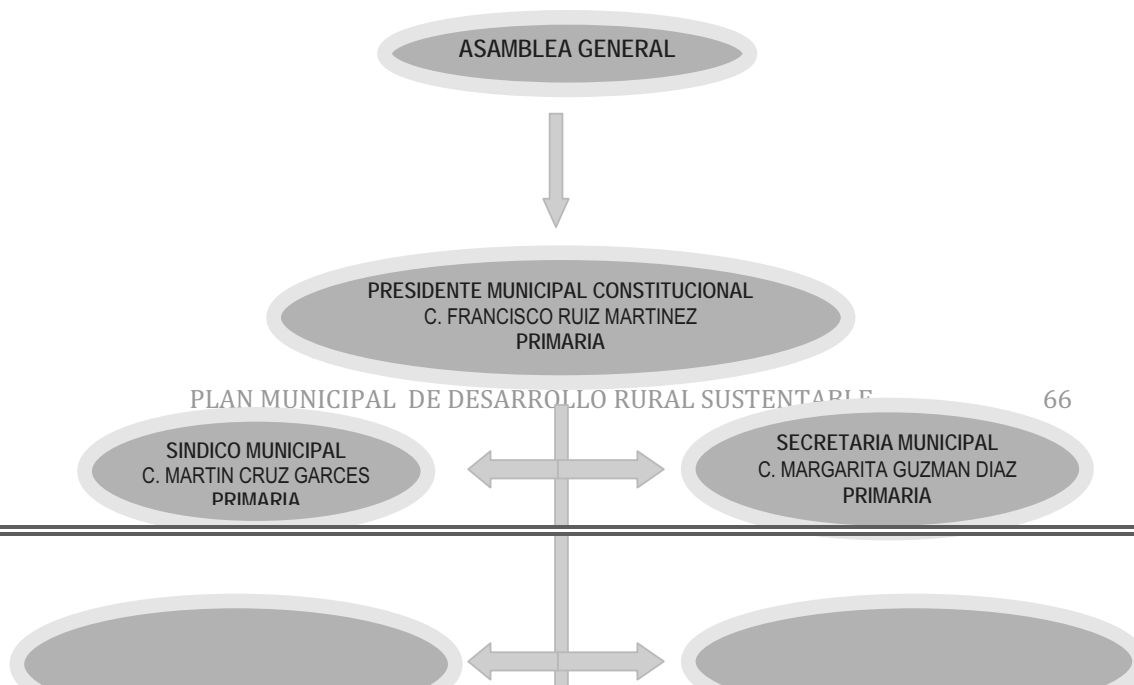 ASAMBLEA GENERAL
PRESIDENTE MUNICIPAL CONSTITUCIONAL
C. FRANCISCO RUIZ MARTINEZ
PRIMARIA
PLAN MUNICIPAL DE DESARROLLO RURAL SUSTENTABLE 66
SINDICO MUNICIPAL
C. MARTIN CRUZ GARCES
PRIMARIA
SECRETARIA MUNICIPAL
C. MARGARITA GUZMAN DIAZ
PRIMARIA